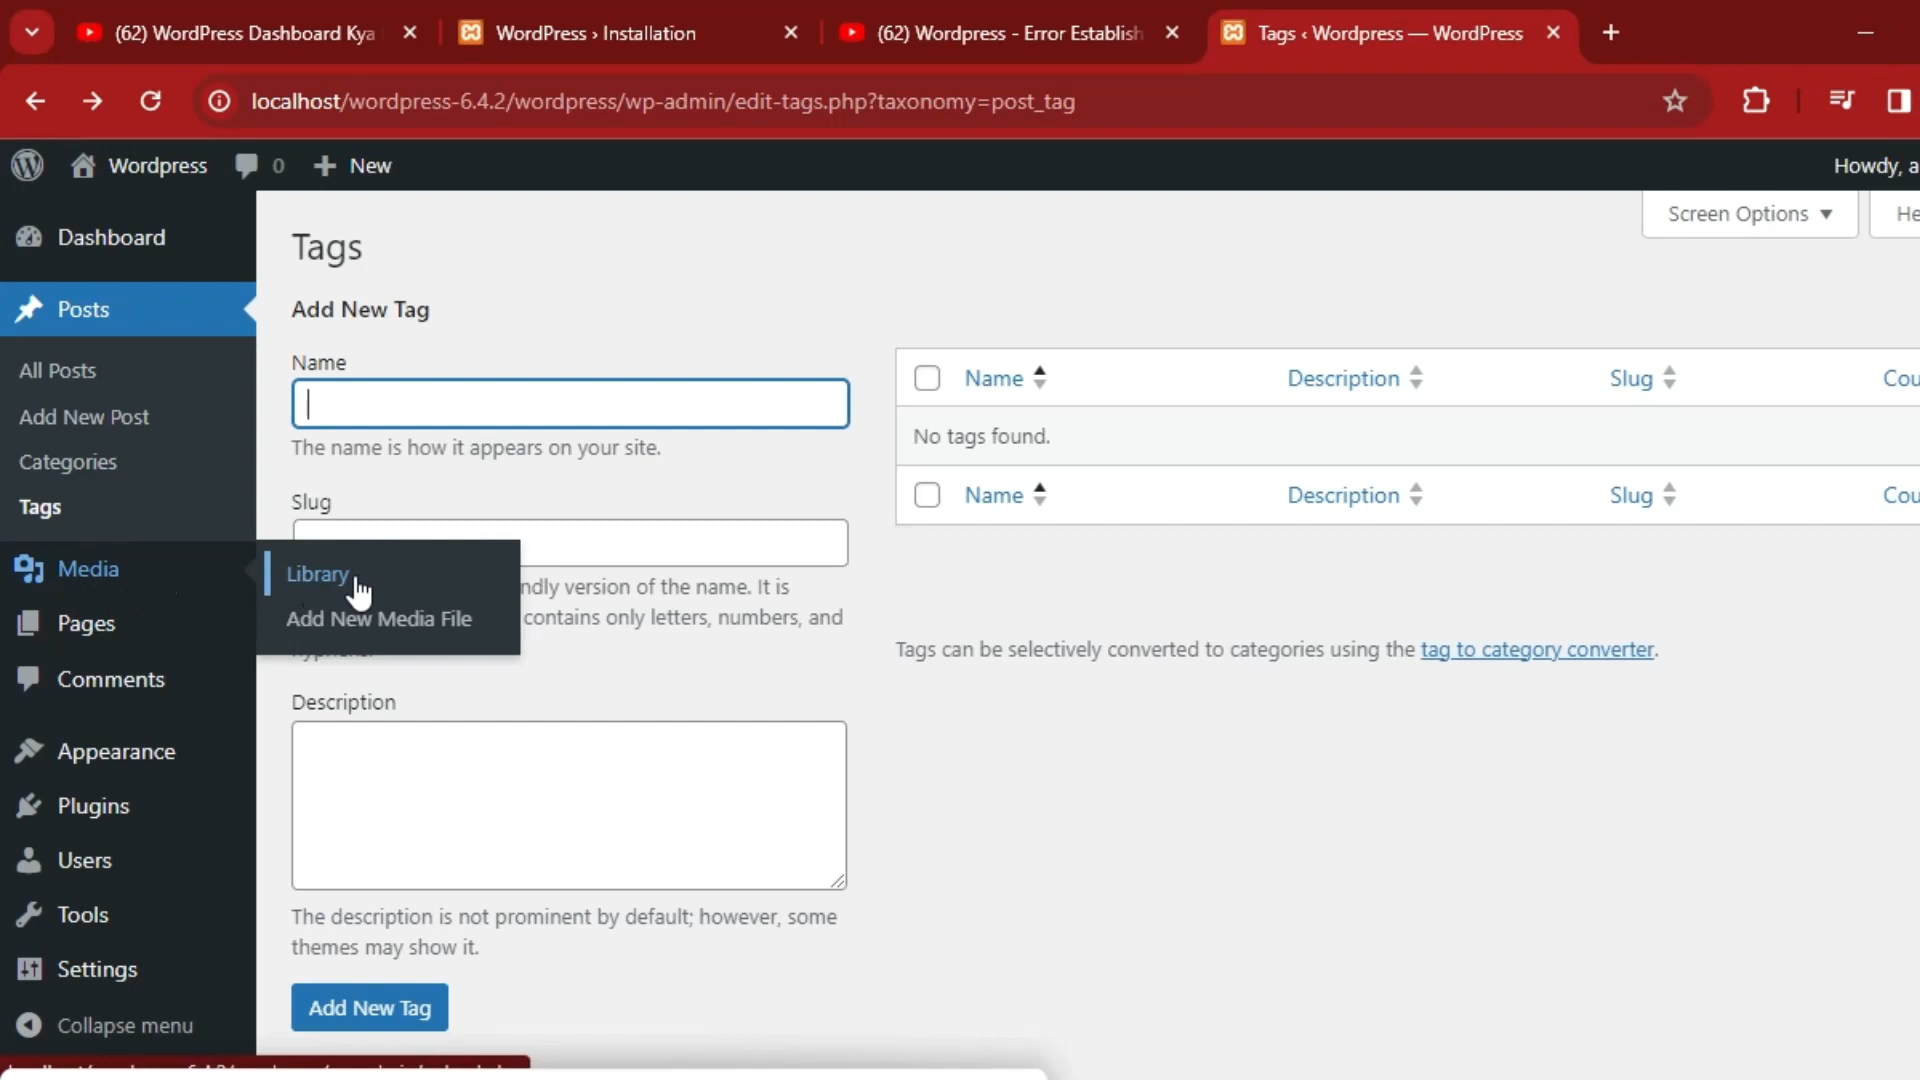 (62) WordPress Dashboard Kya
WordPress › Installation
(62) Wordpress - Error Establish
Tags ‹ Wordpress — WordPress
localhost/wordpress-6.4.2/wordpress/wp-admin/edit-tags.php?taxonomy=post_tag
Wordpress
0
New
Howdy, a
Dashboard
Posts
All Posts
Add New Post
Categories
Tags
Media
Library
Add New Media File
Pages
Comments
Appearance
Plugins
Users
Tools
Settings
Collapse menu
Screen Options
He
Tags
Add New Tag
Name
The name is how it appears on your site.
Slug
ndly version of the name. It is
contains only letters, numbers, and
Description
The description is not prominent by default; however, some
themes may show it.
Add New Tag
Name Description Slug Cou
No tags found.
Name Description Slug Cou
Tags can be selectively converted to categories using the tag to category converter.